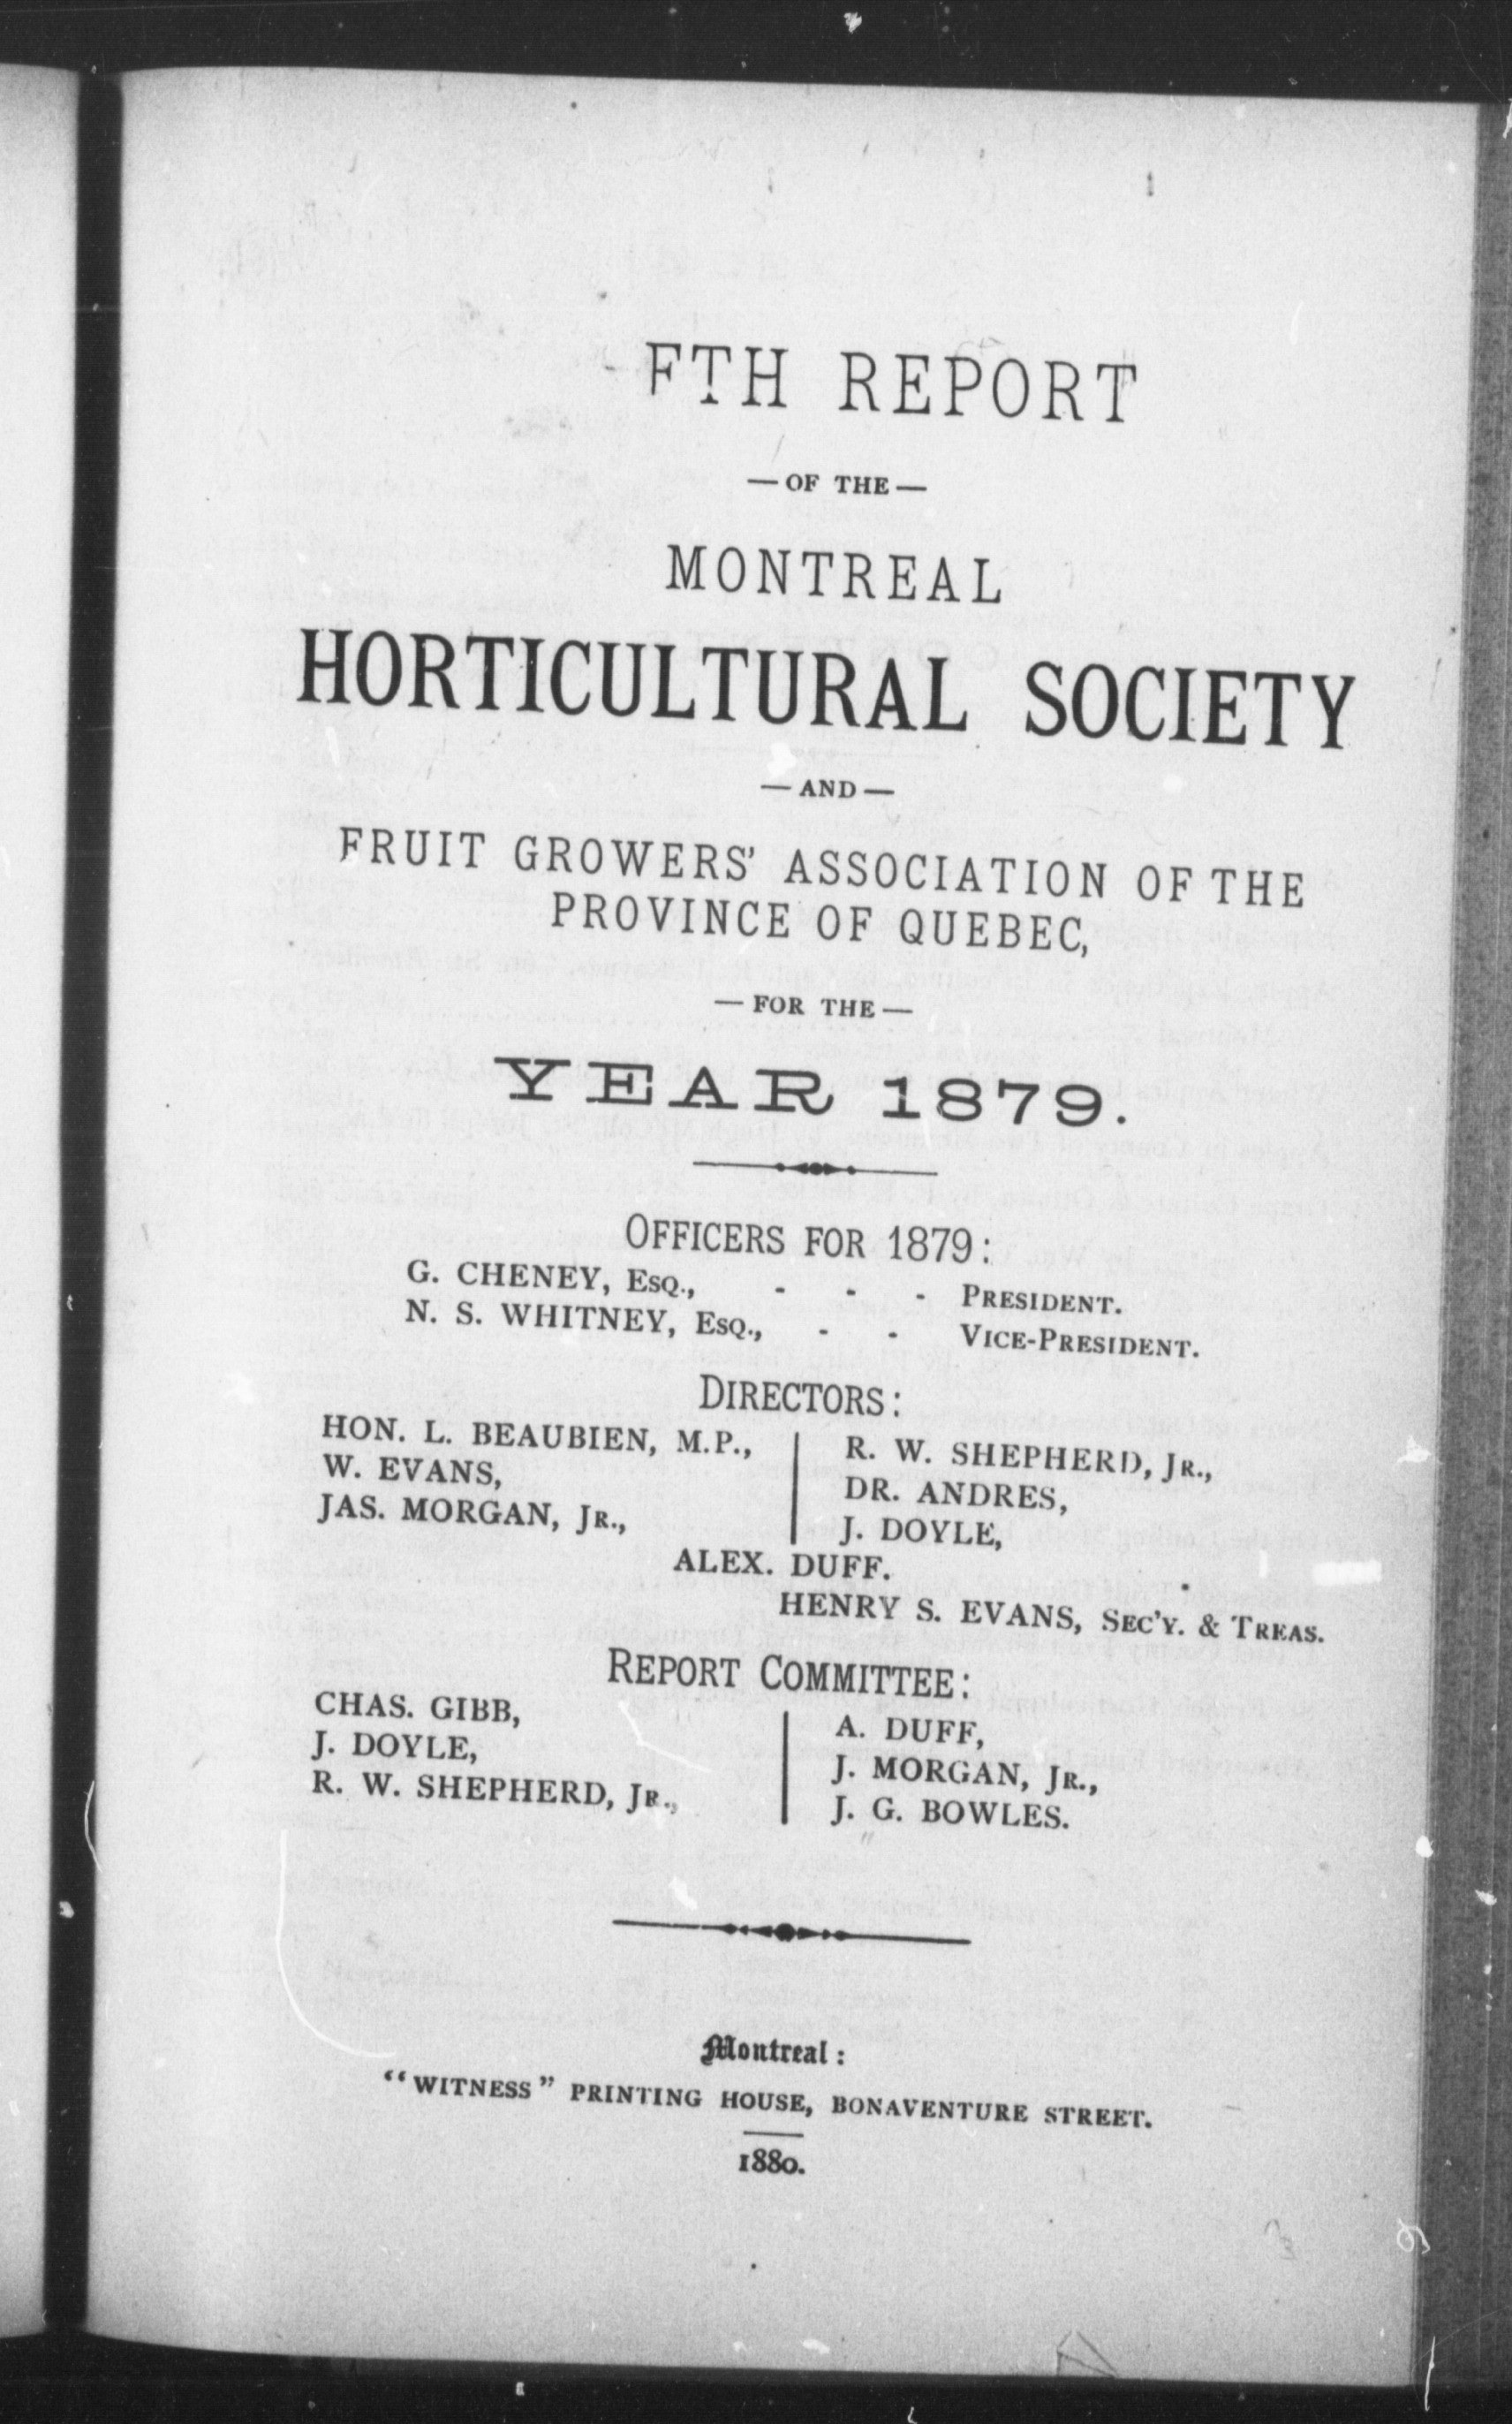 FTH REPORT
— OF THE —
MONTREAL
HORTICULTURAL SOCIETY
— AND —
FRUIT GROWERS' ASSOCIATION OF THE
PROVINCE OF QUEBEC,
— FOR THE —
YEAR 1879.
OFFICERS FOR 1879:
G. CHENEY, ESQ., - - - PRESIDENT.
N. S. WHITNEY, ESQ., - - VICE-PRESIDENT.
DIRECTORS:
HON. L. BEAUBIEN, M.P.,
W. EVANS,
JAS. MORGAN, JR.,
R. W. SHEPHERD, JR.,
DR. ANDRES,
J. DOYLE,
ALEX. DUFF.
HENRY S. EVANS, SEC'Y. & TREAS.
REPORT COMMITTEE:
CHAS. GIBB,
J. DOYLE,
R. W. SHEPHERD, JR.,
A. DUFF,
J. MORGAN, JR.,
J. G. BOWLES.
Montreal:
"WITNESS" PRINTING HOUSE, BONAVENTURE STREET.
1880.